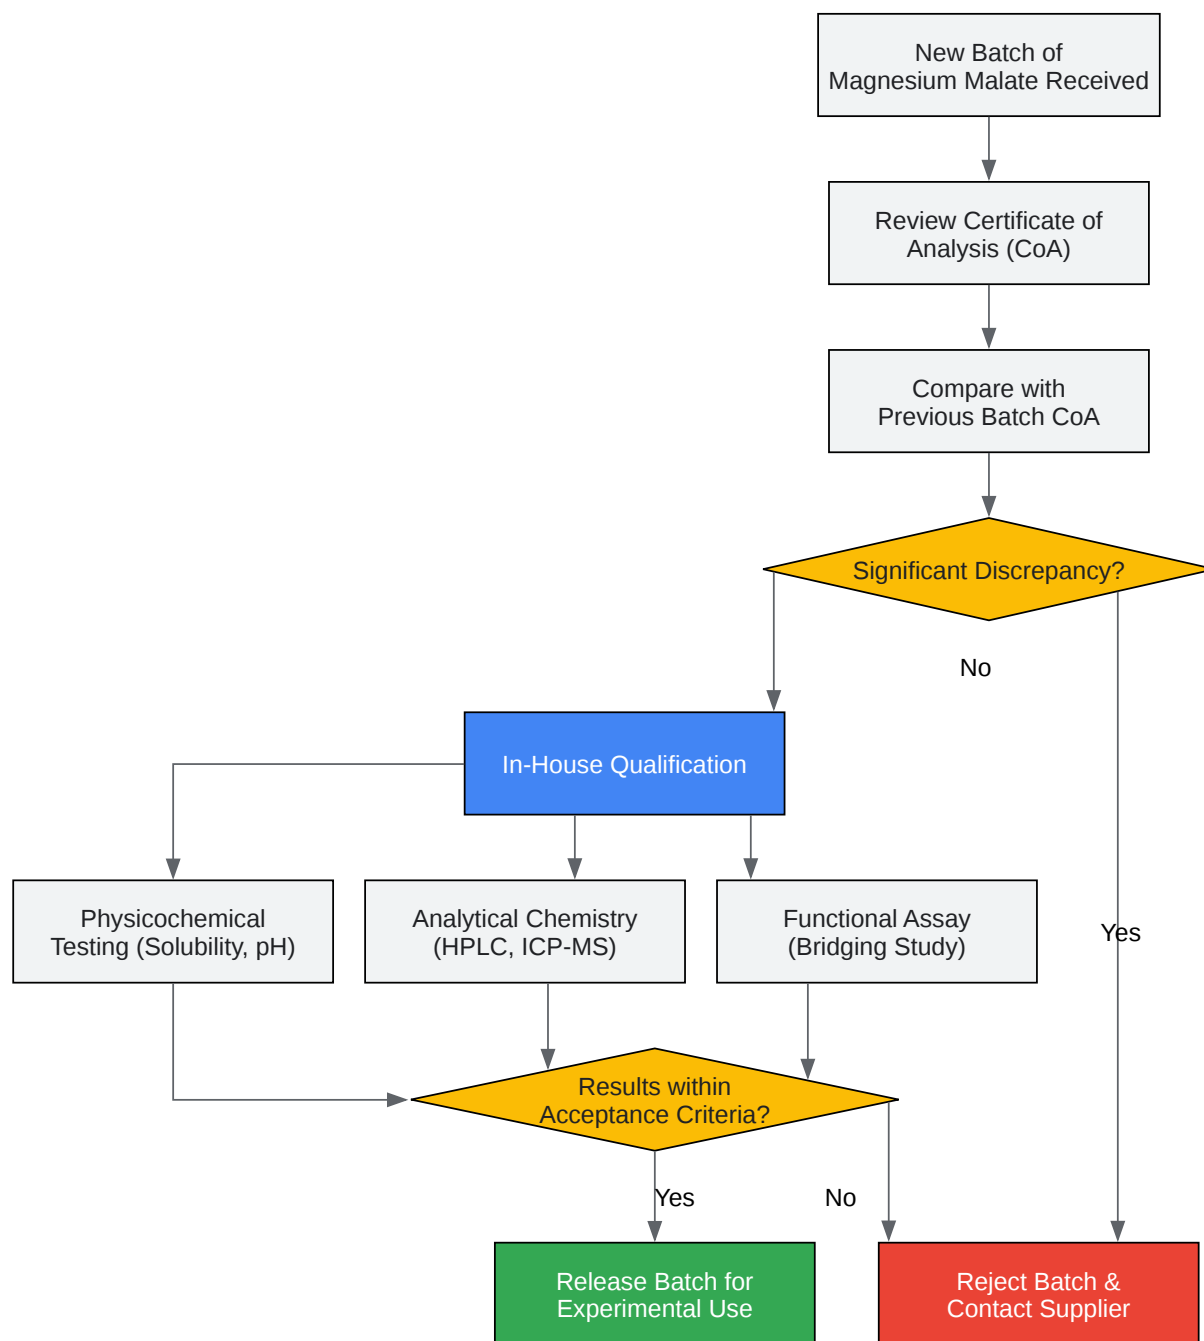 New Batch of
Magnesium Malate Received
Review Certificate of
Analysis (CoA)
Compare with
Previous Batch CoA
Significant Discrepancy?
No
In-House Qualification
Physicochemical
Testing (Solubility, pH)
Analytical Chemistry
(HPLC, ICP-MS)
Functional Assay
(Bridging Study)
Yes
Results within
Acceptance Criteria?
Yes
No
Release Batch for
Experimental Use
Reject Batch &
Contact Supplier